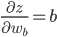 ∂z/∂w_b = b